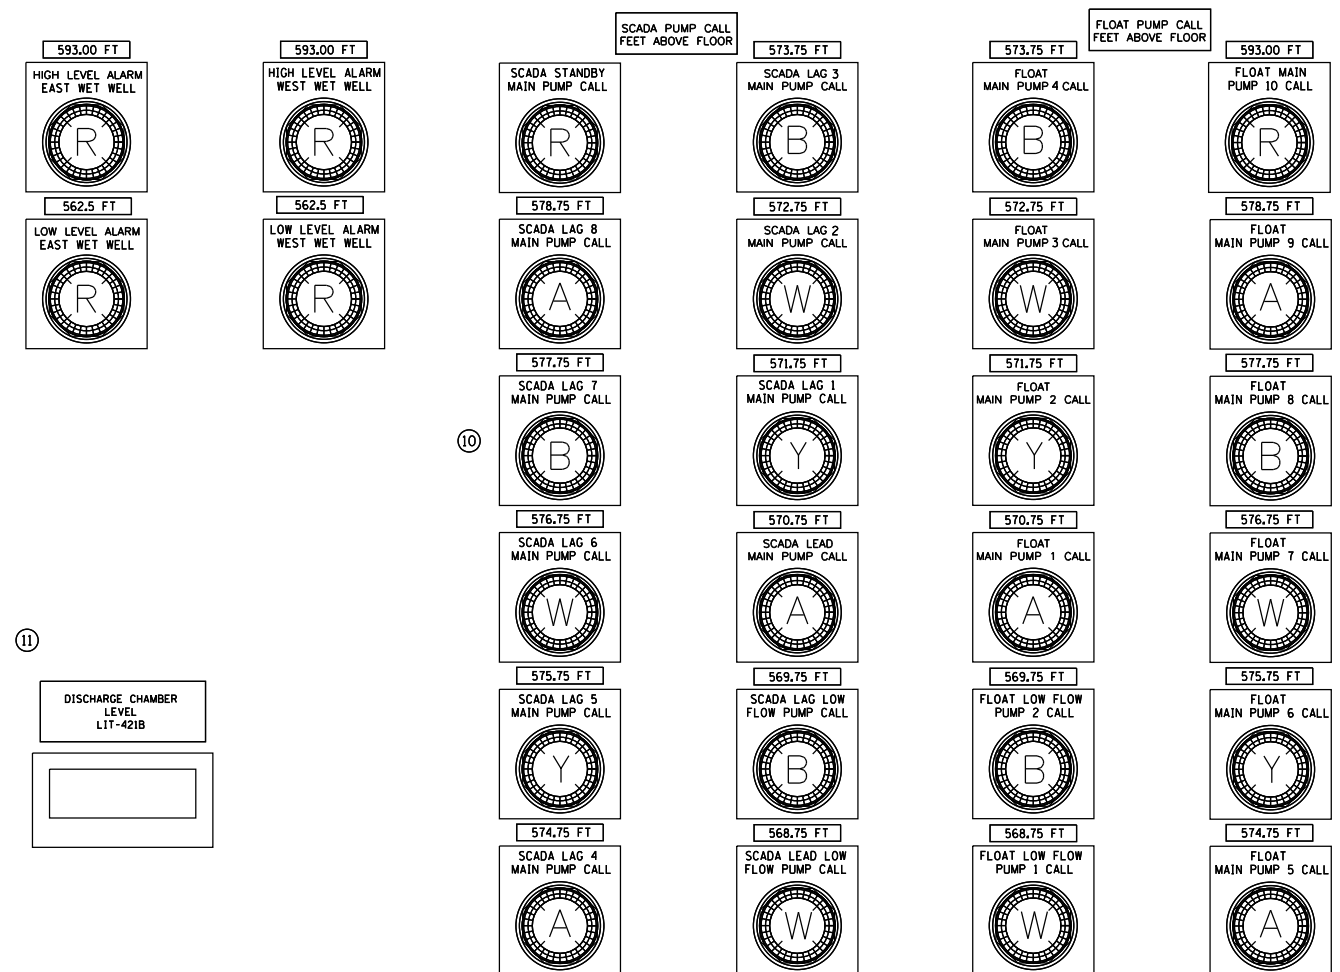 SCADA PUMP CALL
FEET ABOVE FLOOR
FLOAT PUMP CALL
FEET ABOVE FLOOR
593.00 FT
HIGH LEVEL ALARM
EAST WET WELL
R
593.00 FT
HIGH LEVEL ALARM
WEST WET WELL
R
SCADA STANDBY
MAIN PUMP CALL
R
573.75 FT
SCADA LAG 3
MAIN PUMP CALL
B
573.75 FT
FLOAT
MAIN PUMP 4 CALL
B
593.00 FT
FLOAT MAIN
PUMP 10 CALL
R
562.5 FT
LOW LEVEL ALARM
EAST WET WELL
R
562.5 FT
LOW LEVEL ALARM
WEST WET WELL
R
578.75 FT
SCADA LAG 8
MAIN PUMP CALL
A
572.75 FT
SCADA LAG 2
MAIN PUMP CALL
W
572.75 FT
FLOAT
MAIN PUMP 3 CALL
W
578.75 FT
FLOAT
MAIN PUMP 9 CALL
A
10
577.75 FT
SCADA LAG 7
MAIN PUMP CALL
B
571.75 FT
SCADA LAG 1
MAIN PUMP CALL
Y
571.75 FT
FLOAT
MAIN PUMP 2 CALL
Y
577.75 FT
FLOAT
MAIN PUMP 8 CALL
B
576.75 FT
SCADA LAG 6
MAIN PUMP CALL
W
570.75 FT
SCADA LEAD
MAIN PUMP CALL
A
570.75 FT
FLOAT
MAIN PUMP 1 CALL
A
576.75 FT
FLOAT
MAIN PUMP 7 CALL
W
11
DISCHARGE CHAMBER
LEVEL
LIT-421B
575.75 FT
SCADA LAG 5
MAIN PUMP CALL
Y
569.75 FT
SCADA LAG LOW
FLOW PUMP CALL
B
569.75 FT
FLOAT LOW FLOW
PUMP 2 CALL
B
575.75 FT
FLOAT
MAIN PUMP 6 CALL
Y
574.75 FT
SCADA LAG 4
MAIN PUMP CALL
A
568.75 FT
SCADA LEAD LOW
FLOW PUMP CALL
W
568.75 FT
FLOAT LOW FLOW
PUMP 1 CALL
W
574.75 FT
FLOAT
MAIN PUMP 5 CALL
A